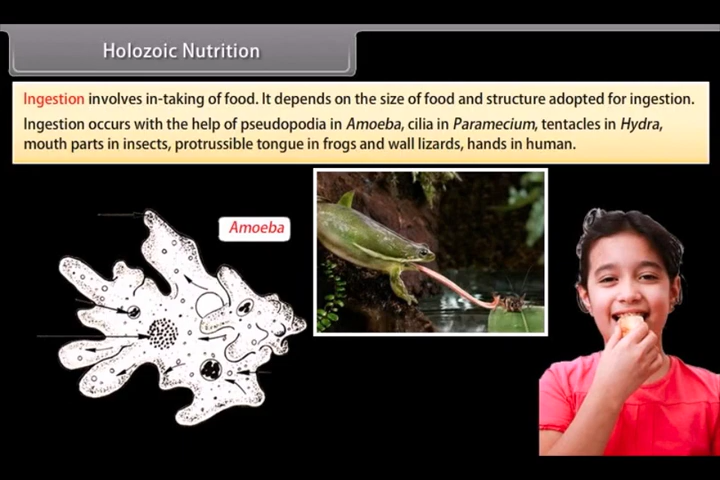 Holozoic Nutrition
Ingestion involves in-taking of food. It depends on the size of food and structure adopted for ingestion.
Ingestion occurs with the help of pseudopodia in Amoeba, cilia in Paramecium, tentacles in Hydra,
mouth parts in insects, protrussible tongue in frogs and wall lizards, hands in human.
Amoeba